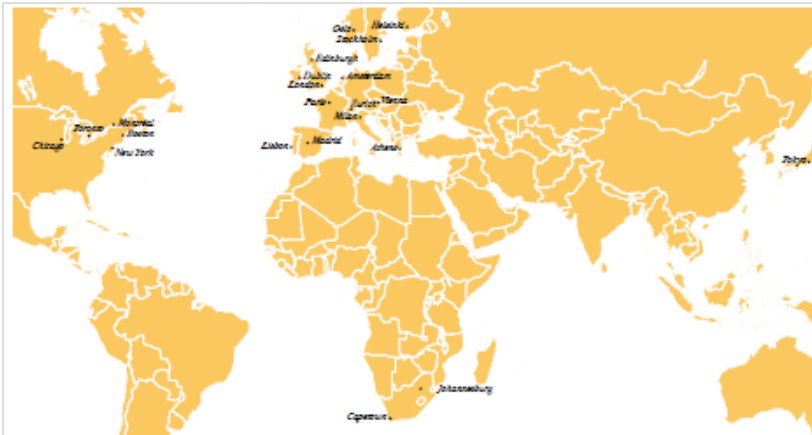 Oslo
Helsinki
Stockholm
Edinburgh
Dublin
Amsterdam
London
Paris
Zurich
Vienna
Milan
Toronto
Montréal
Boston
Chicago
New York
Lisbon
Madrid
Athens
Tokyo
Johannesburg
Capetown